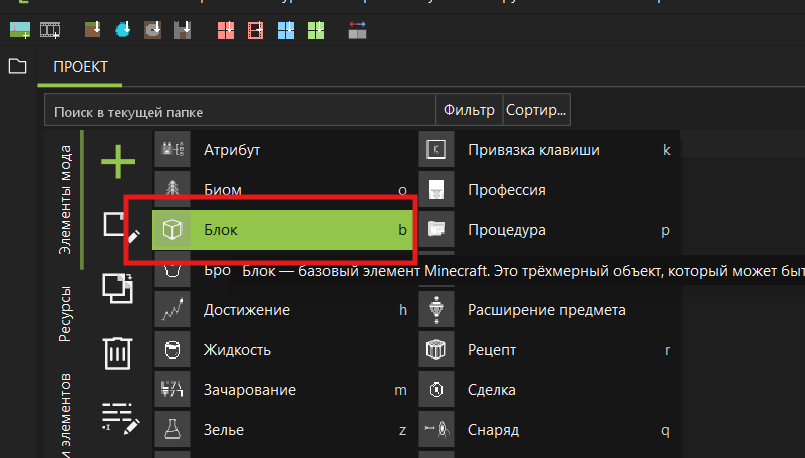 ПРОЕКТ
Поиск в текущей папке
Фильтр
Сортир...
Элементы мода
Ресурсы
и элементов
Атрибут
Биом o
Блок b
Бро
Блок — базовый элемент Minecraft. Это трёхмерный объект, который может быт
Достижение h
Жидкость
Зачарование m
Зелье z
Привязка клавиши k
Профессия
Процедура p
Расширение предмета
Рецепт r
Сделка
Снаряд q